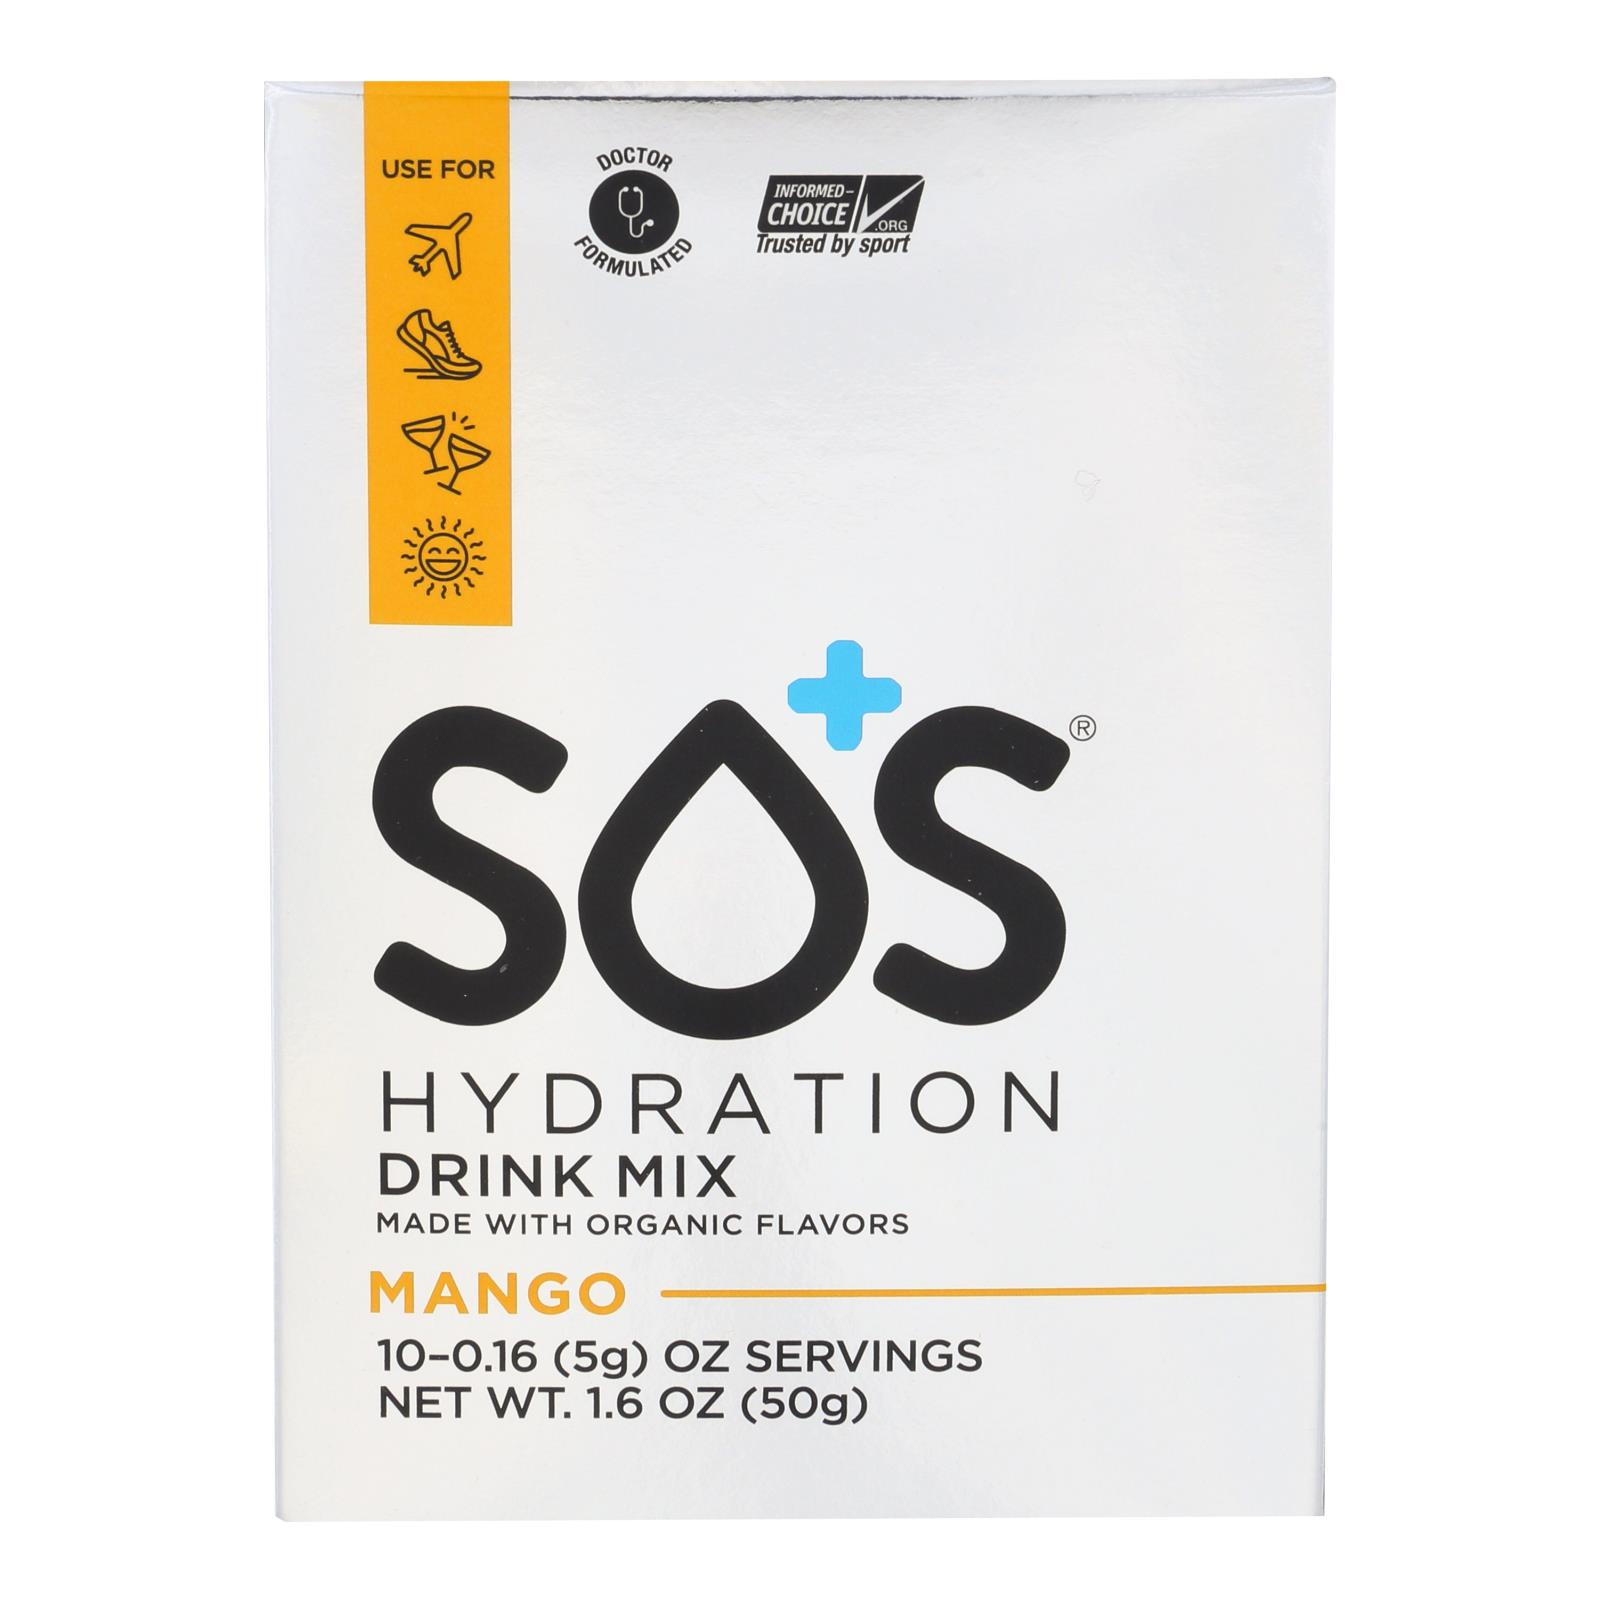 USE FOR
DOCTOR
FORMULATED
INFORMED-
CHOICE
.ORG
Trusted by sport
SOS®
HYDRATION
DRINK MIX
MADE WITH ORGANIC FLAVORS
MANGO
10-0.16 (5g) OZ SERVINGS
NET WT. 1.6 OZ (50g)